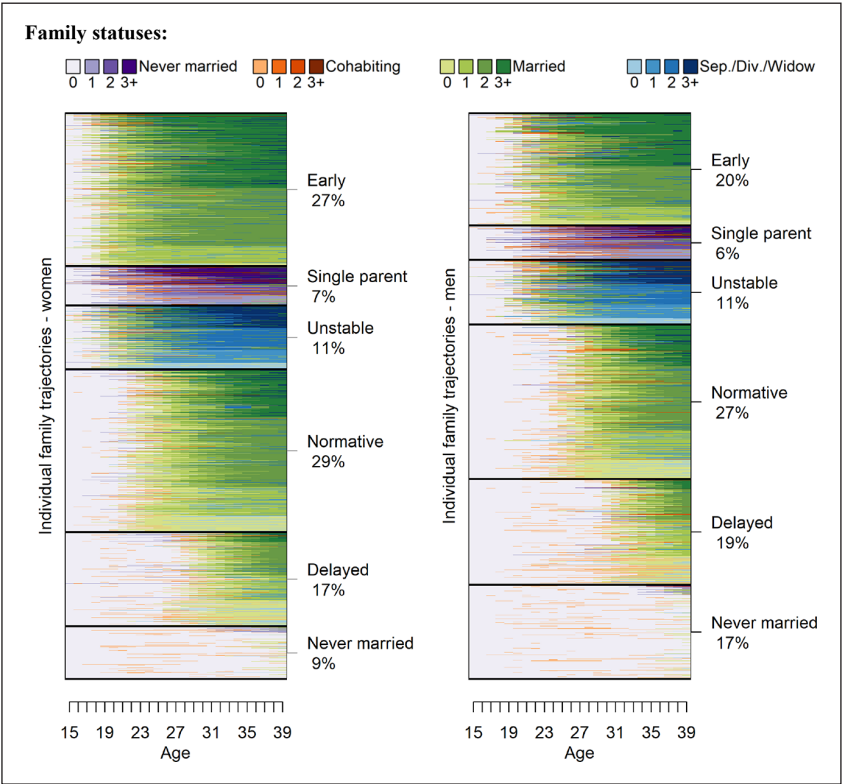 Family statuses:
Never married Cohabiting Married Sep./Div./Widow
0 1 2 3+ 0 1 2 3+ 0 1 2 3+ 0 1 2 3+
Individual family trajectories - women
Early
27%
Single parent
7%
Unstable
11%
Normative
29%
Delayed
17%
Never married
9%
15 19 23 27 31 35 39
Age
Individual family trajectories - men
Early
20%
Single parent
6%
Unstable
11%
Normative
27%
Delayed
19%
Never married
17%
15 19 23 27 31 35 39
Age